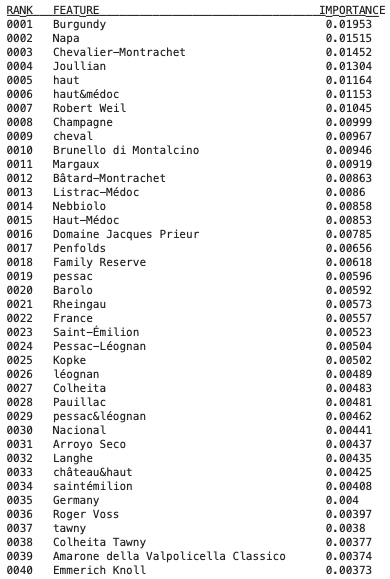 RANK FEATURE IMPORTANCE
0001 Burgundy 0.01953
0002 Napa 0.01515
0003 Chevalier–Montrachet 0.01452
0004 Joullian 0.01304
0005 haut 0.01164
0006 haut&médoc 0.01153
0007 Robert Weil 0.01045
0008 Champagne 0.00999
0009 cheval 0.00967
0010 Brunello di Montalcino 0.00946
0011 Margaux 0.00919
0012 Bâtard–Montrachet 0.00863
0013 Listrac–Médoc 0.0086
0014 Nebbiolo 0.00858
0015 Haut–Médoc 0.00853
0016 Domaine Jacques Prieur 0.00785
0017 Penfolds 0.00656
0018 Family Reserve 0.00618
0019 pessac 0.00596
0020 Barolo 0.00592
0021 Rheingau 0.00573
0022 France 0.00557
0023 Saint–Émilion 0.00523
0024 Pessac–Léognan 0.00504
0025 Kopke 0.00502
0026 léognan 0.00489
0027 Colheita 0.00483
0028 Pauillac 0.00481
0029 pessac&léognan 0.00462
0030 Nacional 0.00441
0031 Arroyo Seco 0.00437
0032 Langhe 0.00435
0033 château&haut 0.00425
0034 saintémilion 0.00408
0035 Germany 0.004
0036 Roger Voss 0.00397
0037 tawny 0.0038
0038 Colheita Tawny 0.00377
0039 Amarone della Valpolicella Classico 0.00374
0040 Emmerich Knoll 0.00373